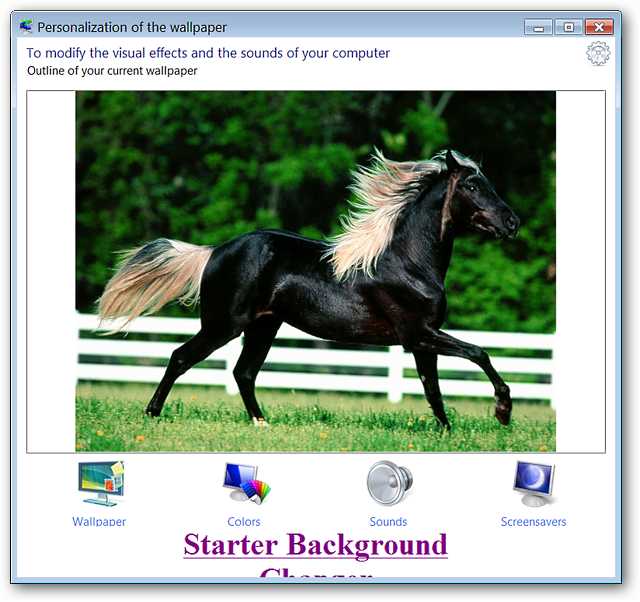 Personalization of the wallpaper
To modify the visual effects and the sounds of your computer
Outline of your current wallpaper
Wallpaper
Colors
Sounds
Screensavers
Starter Background
Changer